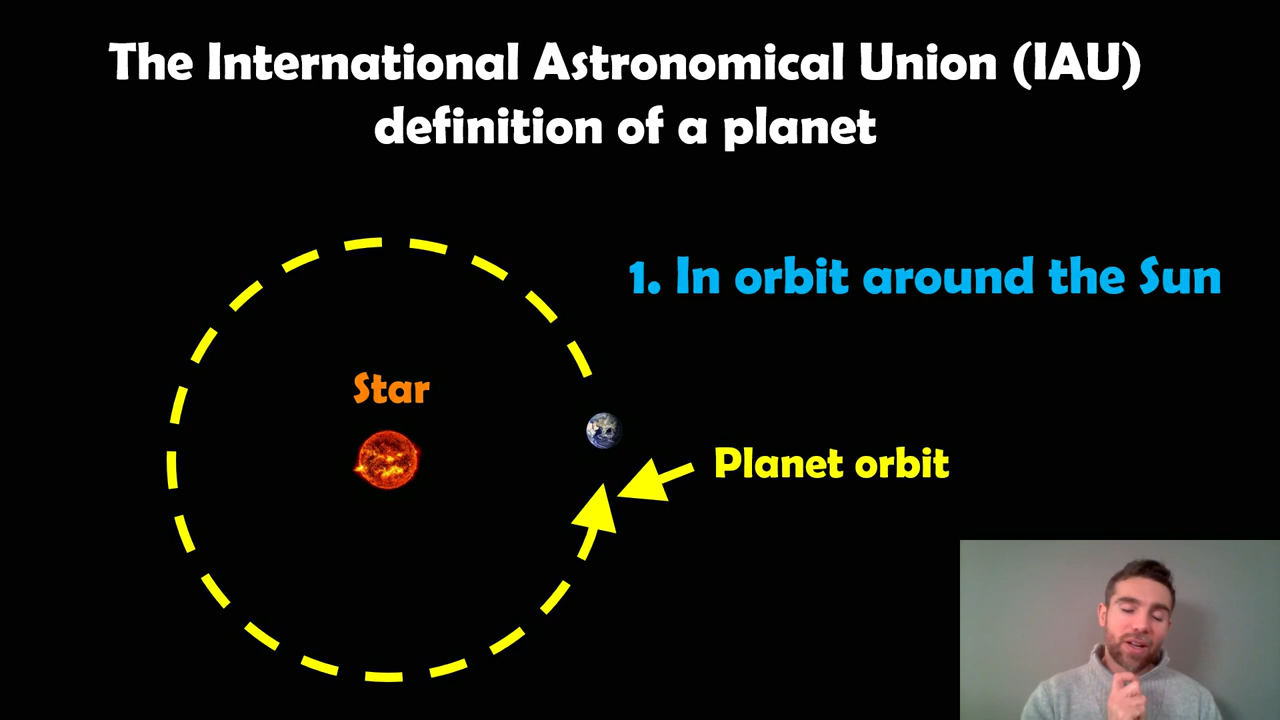 The International Astronomical Union (IAU)
definition of a planet
1. In orbit around the Sun
Star
Planet orbit